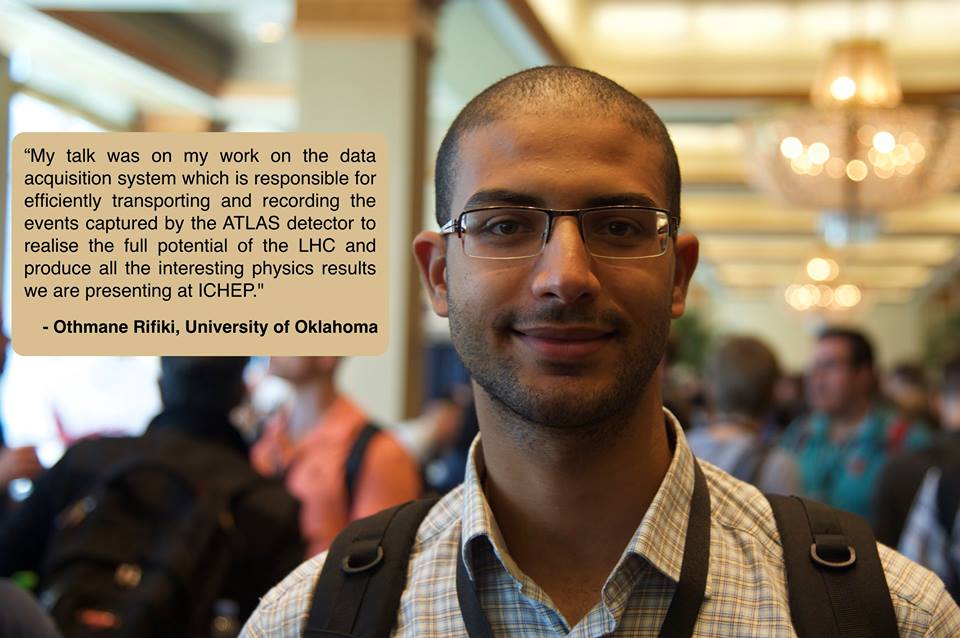 “My talk was on my work on the data
acquisition system which is responsible for
efficiently transporting and recording the
events captured by the ATLAS detector to
realise the full potential of the LHC and
produce all the interesting physics results
we are presenting at ICHEP."
- Othmane Rifiki, University of Oklahoma